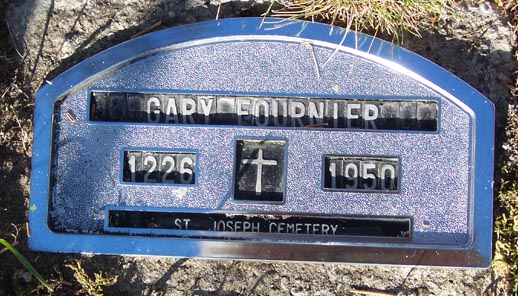 GARY FOURNIER
1226 1950
ST. JOSEPH CEMETERY